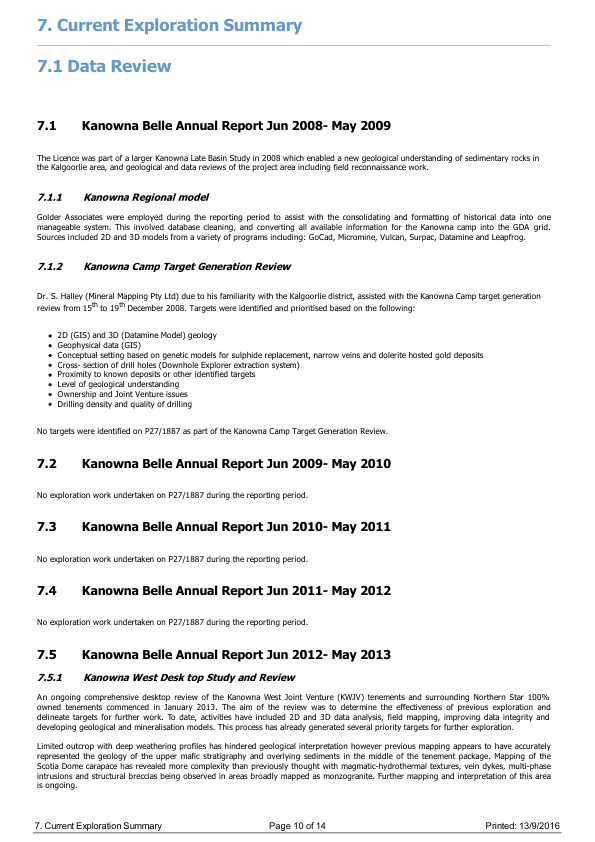 7. Current Exploration Summary
7.1 Data Review
7.1 Kanowna Belle Annual Report Jun 2008- May 2009
The Licence was part of a larger Kanowna Late Basin Study in 2008 which enabled a new geological understanding of sedimentary rocks in
the Kalgoorlie area, and geological and data reviews of the project area including field reconnaissance work.
7.1.1 Kanowna Regional model
Golder Associates were employed during the reporting period to assist with the consolidating and formatting of historical data into one
manageable system. This involved database cleaning, and converting all available information for the Kanowna camp into the GDA grid.
Sources included 2D and 3D models from a variety of programs including: GoCad, Micromine, Vulcan, Surpac, Datamine and Leapfrog.
7.1.2 Kanowna Camp Target Generation Review
Dr. S. Halley (Mineral Mapping Pty Ltd) due to his familiarity with the Kalgoorlie district, assisted with the Kanowna Camp target generation
review from 15th to 19th December 2008. Targets were identified and prioritised based on the following:
• 2D (GIS) and 3D (Datamine Model) geology
• Geophysical data (GIS)
• Conceptual setting based on genetic models for sulphide replacement, narrow veins and dolerite hosted gold deposits
• Cross- section of drill holes (Downhole Explorer extraction system)
• Proximity to known deposits or other identified targets
• Level of geological understanding
• Ownership and Joint Venture issues
• Drilling density and quality of drilling
No targets were identified on P27/1887 as part of the Kanowna Camp Target Generation Review.
7.2 Kanowna Belle Annual Report Jun 2009- May 2010
No exploration work undertaken on P27/1887 during the reporting period.
7.3 Kanowna Belle Annual Report Jun 2010- May 2011
No exploration work undertaken on P27/1887 during the reporting period.
7.4 Kanowna Belle Annual Report Jun 2011- May 2012
No exploration work undertaken on P27/1887 during the reporting period.
7.5 Kanowna Belle Annual Report Jun 2012- May 2013
7.5.1 Kanowna West Desk top Study and Review
An ongoing comprehensive desktop review of the Kanowna West Joint Venture (KWJV) tenements and surrounding Northern Star 100%
owned tenements commenced in January 2013. The aim of the review was to determine the effectiveness of previous exploration and
delineate targets for further work. To date, activities have included 2D and 3D data analysis, field mapping, improving data integrity and
developing geological and mineralisation models. This process has already generated several priority targets for further exploration.
Limited outcrop with deep weathering profiles has hindered geological interpretation however previous mapping appears to have accurately
represented the geology of the upper mafic stratigraphy and overlying sediments in the middle of the tenement package. Mapping of the
Scotia Dome carapace has revealed more complexity than previously thought with magmatic-hydrothermal textures, vein dykes, multi-phase
intrusions and structural breccias being observed in areas broadly mapped as monzogranite. Further mapping and interpretation of this area
is ongoing.
7. Current Exploration Summary Page 10 of 14 Printed: 13/9/2016